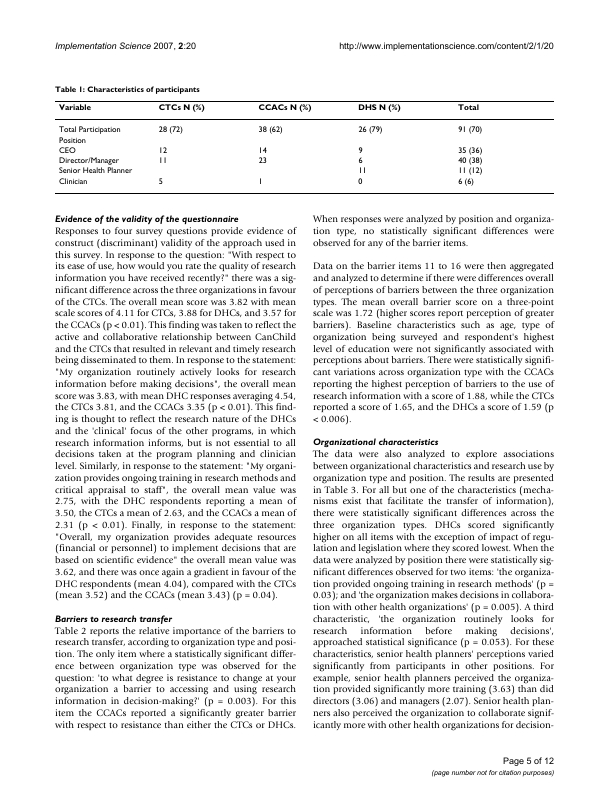 Implementation Science 2007, 2:20
http://www.implementationscience.com/content/2/1/20
Table 1: Characteristics of participants
Variable CTCs N (%) CCACs N (%) DHS N (%) Total
Total Participation 28 (72) 38 (62) 26 (79) 91 (70)
Position
CEO 12 14 9 35 (36)
Director/Manager 11 23 6 40 (38)
Senior Health Planner 11 11 (12)
Clinician 5 1 0 6 (6)
Evidence of the validity of the questionnaire
Responses to four survey questions provide evidence of
construct (discriminant) validity of the approach used in
this survey. In response to the question: "With respect to
its ease of use, how would you rate the quality of research
information you have received recently?" there was a sig-
nificant difference across the three organizations in favour
of the CTCs. The overall mean score was 3.82 with mean
scale scores of 4.11 for CTCs, 3.88 for DHCs, and 3.57 for
the CCACs (p < 0.01). This finding was taken to reflect the
active and collaborative relationship between CanChild
and the CTCs that resulted in relevant and timely research
being disseminated to them. In response to the statement:
"My organization routinely actively looks for research
information before making decisions", the overall mean
score was 3.83, with mean DHC responses averaging 4.54,
the CTCs 3.81, and the CCACs 3.35 (p < 0.01). This find-
ing is thought to reflect the research nature of the DHCs
and the 'clinical' focus of the other programs, in which
research information informs, but is not essential to all
decisions taken at the program planning and clinician
level. Similarly, in response to the statement: "My organi-
zation provides ongoing training in research methods and
critical appraisal to staff", the overall mean value was
2.75, with the DHC respondents reporting a mean of
3.50, the CTCs a mean of 2.63, and the CCACs a mean of
2.31 (p < 0.01). Finally, in response to the statement:
"Overall, my organization provides adequate resources
(financial or personnel) to implement decisions that are
based on scientific evidence" the overall mean value was
3.62, and there was once again a gradient in favour of the
DHC respondents (mean 4.04), compared with the CTCs
(mean 3.52) and the CCACs (mean 3.43) (p = 0.04).
Barriers to research transfer
Table 2 reports the relative importance of the barriers to
research transfer, according to organization type and posi-
tion. The only item where a statistically significant differ-
ence between organization type was observed for the
question: 'to what degree is resistance to change at your
organization a barrier to accessing and using research
information in decision-making?' (p = 0.003). For this
item the CCACs reported a significantly greater barrier
with respect to resistance than either the CTCs or DHCs.
When responses were analyzed by position and organiza-
tion type, no statistically significant differences were
observed for any of the barrier items.
Data on the barrier items 11 to 16 were then aggregated
and analyzed to determine if there were differences overall
of perceptions of barriers between the three organization
types. The mean overall barrier score on a three-point
scale was 1.72 (higher scores report perception of greater
barriers). Baseline characteristics such as age, type of
organization being surveyed and respondent's highest
level of education were not significantly associated with
perceptions about barriers. There were statistically signifi-
cant variations across organization type with the CCACs
reporting the highest perception of barriers to the use of
research information with a score of 1.88, while the CTCs
reported a score of 1.65, and the DHCs a score of 1.59 (p
< 0.006).
Organizational characteristics
The data were also analyzed to explore associations
between organizational characteristics and research use by
organization type and position. The results are presented
in Table 3. For all but one of the characteristics (mecha-
nisms exist that facilitate the transfer of information),
there were statistically significant differences across the
three organization types. DHCs scored significantly
higher on all items with the exception of impact of regu-
lation and legislation where they scored lowest. When the
data were analyzed by position there were statistically sig-
nificant differences observed for two items: 'the organiza-
tion provided ongoing training in research methods' (p =
0.03); and 'the organization makes decisions in collabora-
tion with other health organizations' (p = 0.005). A third
characteristic, 'the organization routinely looks for
research information before making decisions',
approached statistical significance (p = 0.053). For these
characteristics, senior health planners' perceptions varied
significantly from participants in other positions. For
example, senior health planners perceived the organiza-
tion provided significantly more training (3.63) than did
directors (3.06) and managers (2.07). Senior health plan-
ners also perceived the organization to collaborate signif-
icantly more with other health organizations for decision-
Page 5 of 12
(page number not for citation purposes)